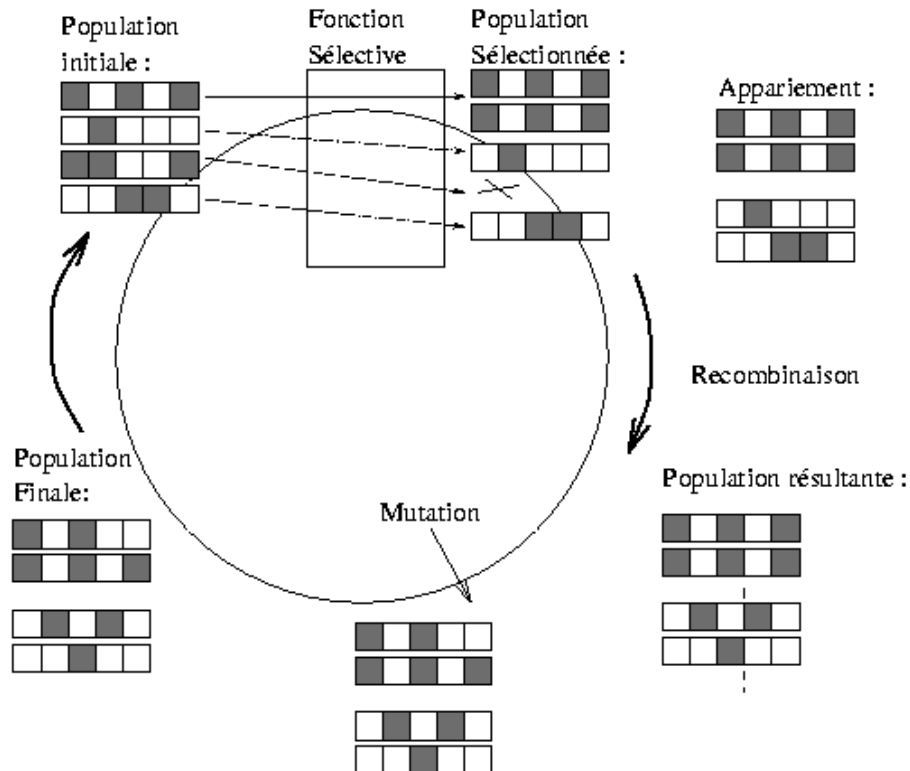 Population
initiale :
Fonction
Sélective
Population
Sélectionnée :
Appariement :
Recombinaison
Population
Finale:
Mutation
Population résultante :